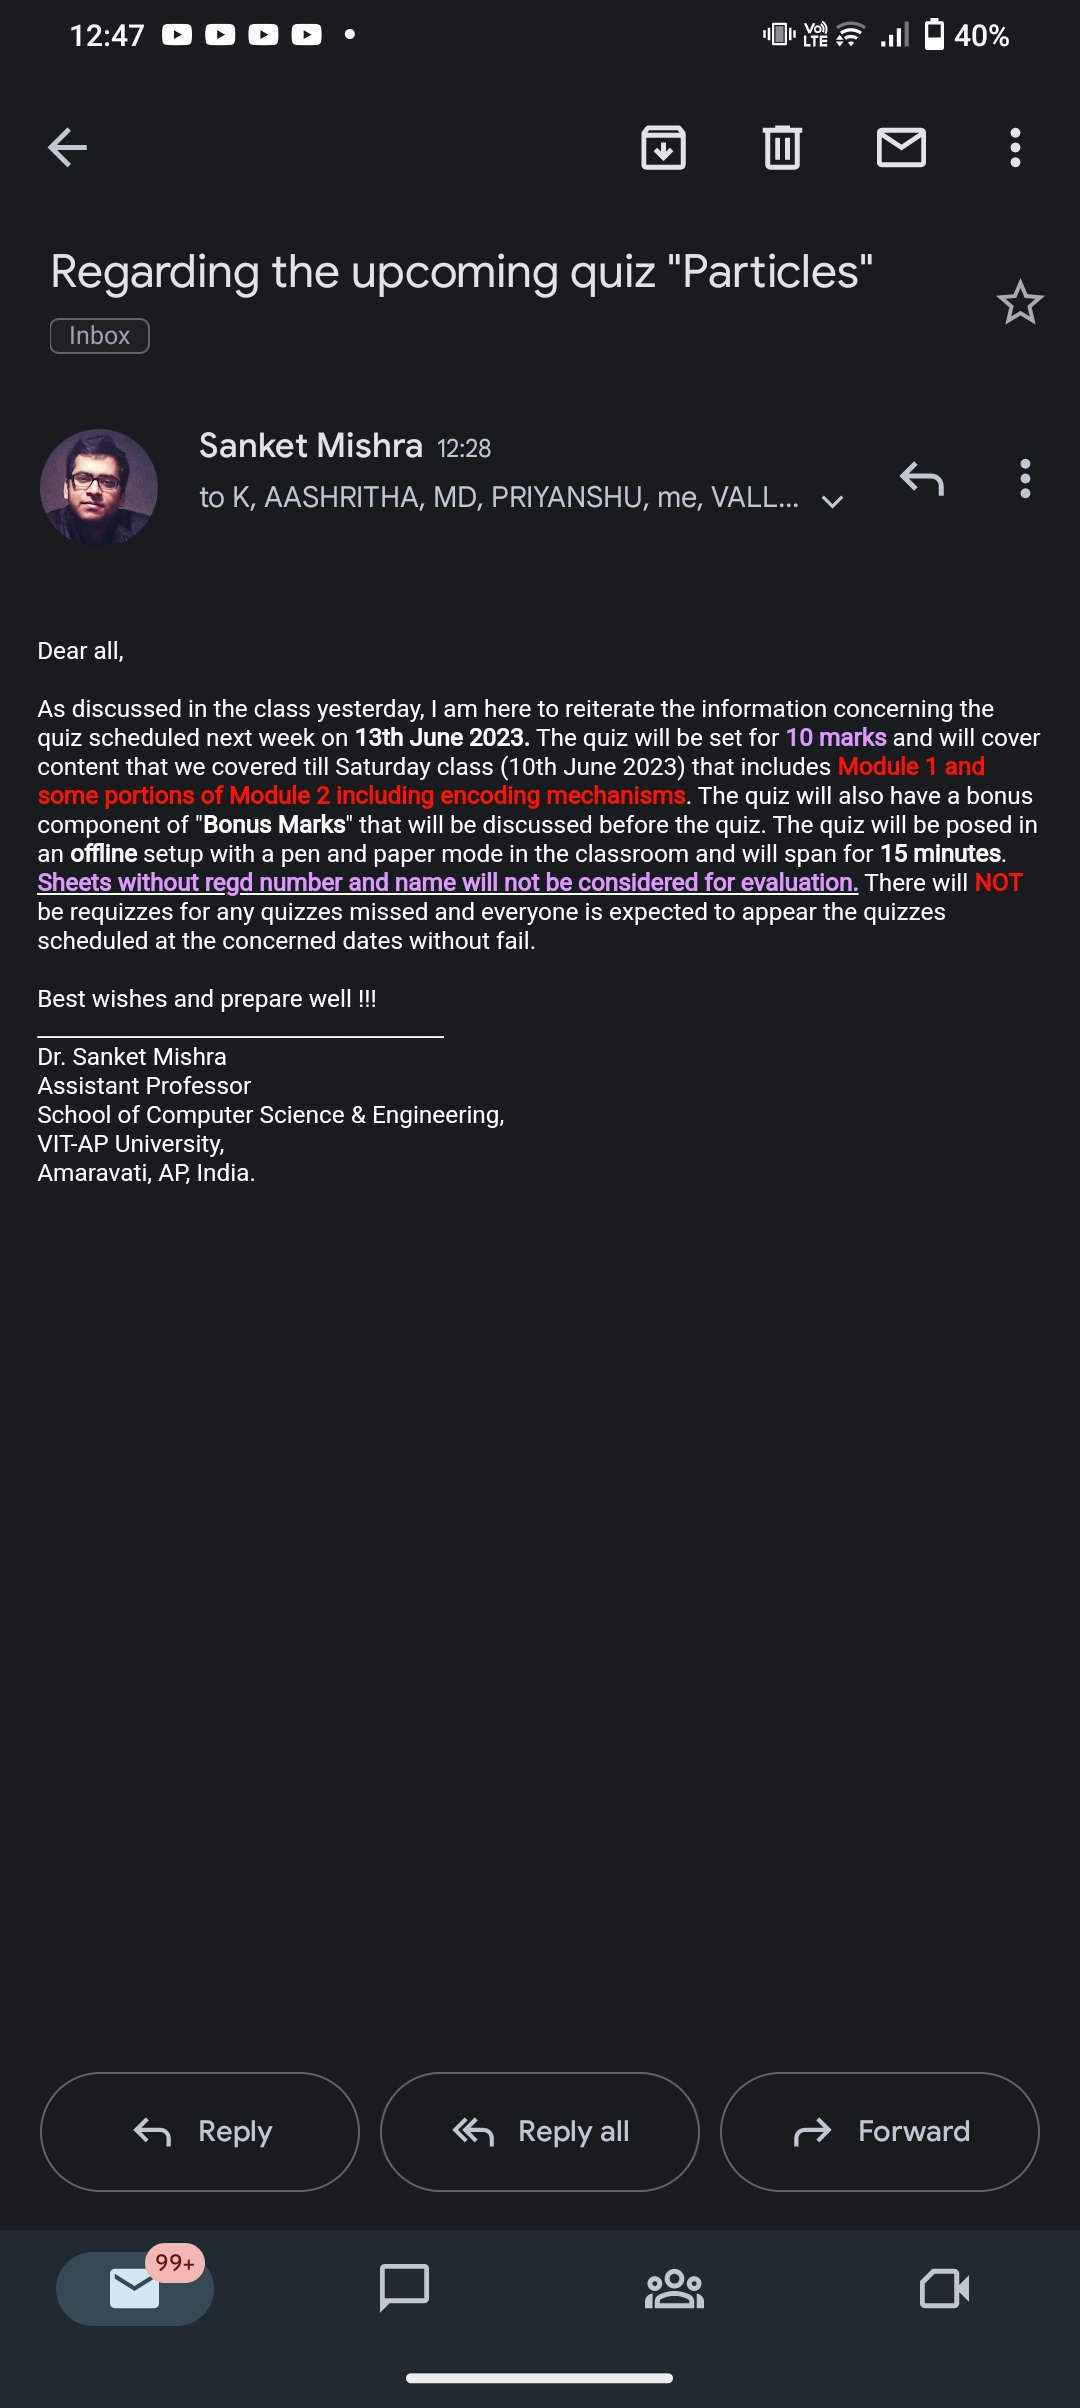 12:47
Vo)) LTE 40%
Regarding the upcoming quiz "Particles"
Inbox
Sanket Mishra 12:28
to K, AASHRITHA, MD, PRIYANSHU, me, VALL...
Dear all,
As discussed in the class yesterday, I am here to reiterate the information concerning the
quiz scheduled next week on 13th June 2023. The quiz will be set for 10 marks and will cover
content that we covered till Saturday class (10th June 2023) that includes Module 1 and
some portions of Module 2 including encoding mechanisms. The quiz will also have a bonus
component of "Bonus Marks" that will be discussed before the quiz. The quiz will be posed in
an offline setup with a pen and paper mode in the classroom and will span for 15 minutes.
Sheets without regd number and name will not be considered for evaluation. There will NOT
be requizzes for any quizzes missed and everyone is expected to appear the quizzes
scheduled at the concerned dates without fail.
Best wishes and prepare well !!!
Dr. Sanket Mishra
Assistant Professor
School of Computer Science & Engineering,
VIT-AP University,
Amaravati, AP, India.
Reply Reply all Forward
99+